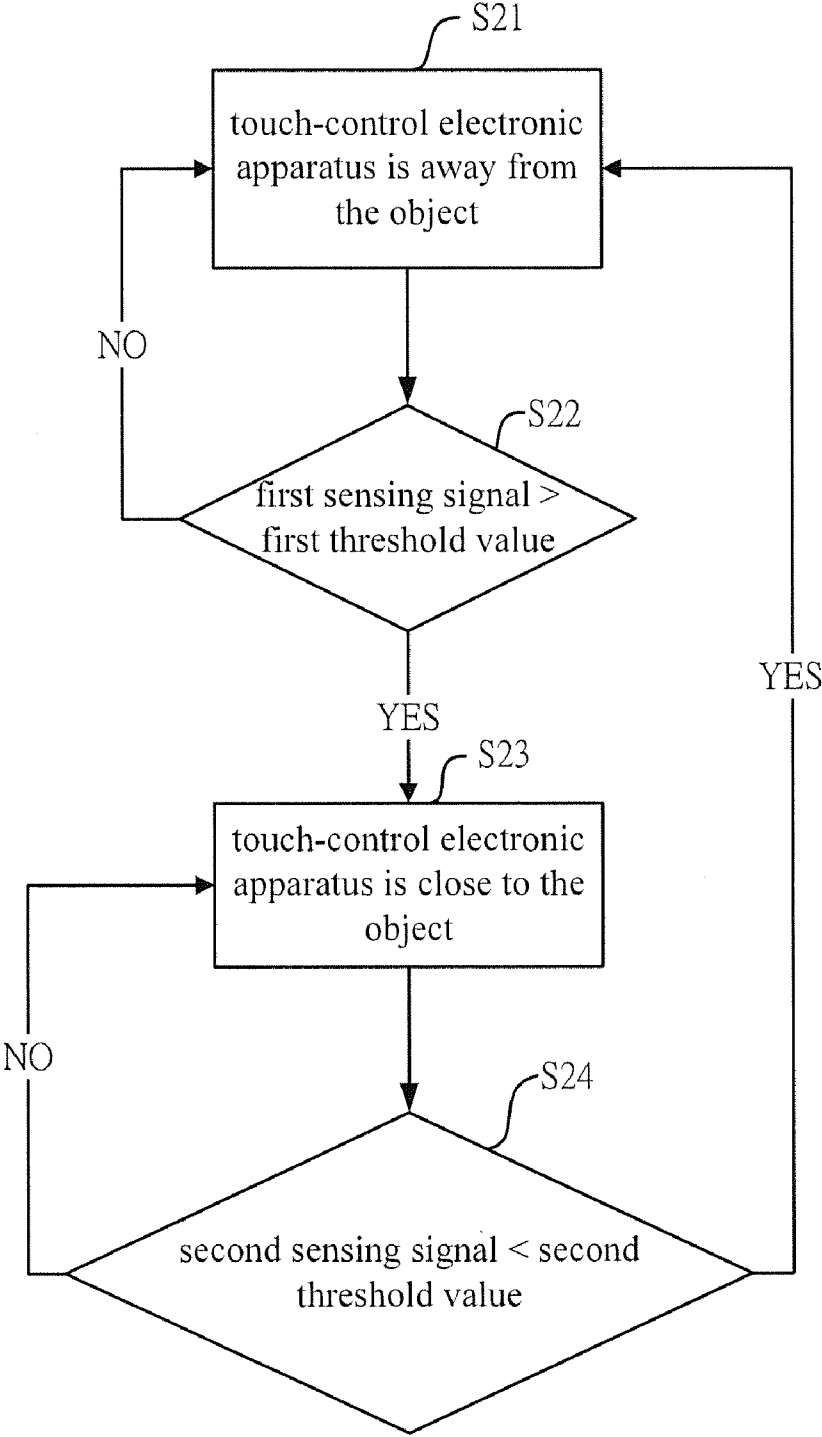 S21
touch-control electronic
apparatus is away from
the object
NO
S22
first sensing signal >
first threshold value
YES
YES
S23
touch-control electronic
apparatus is close to the
object
NO
S24
second sensing signal < second
threshold value